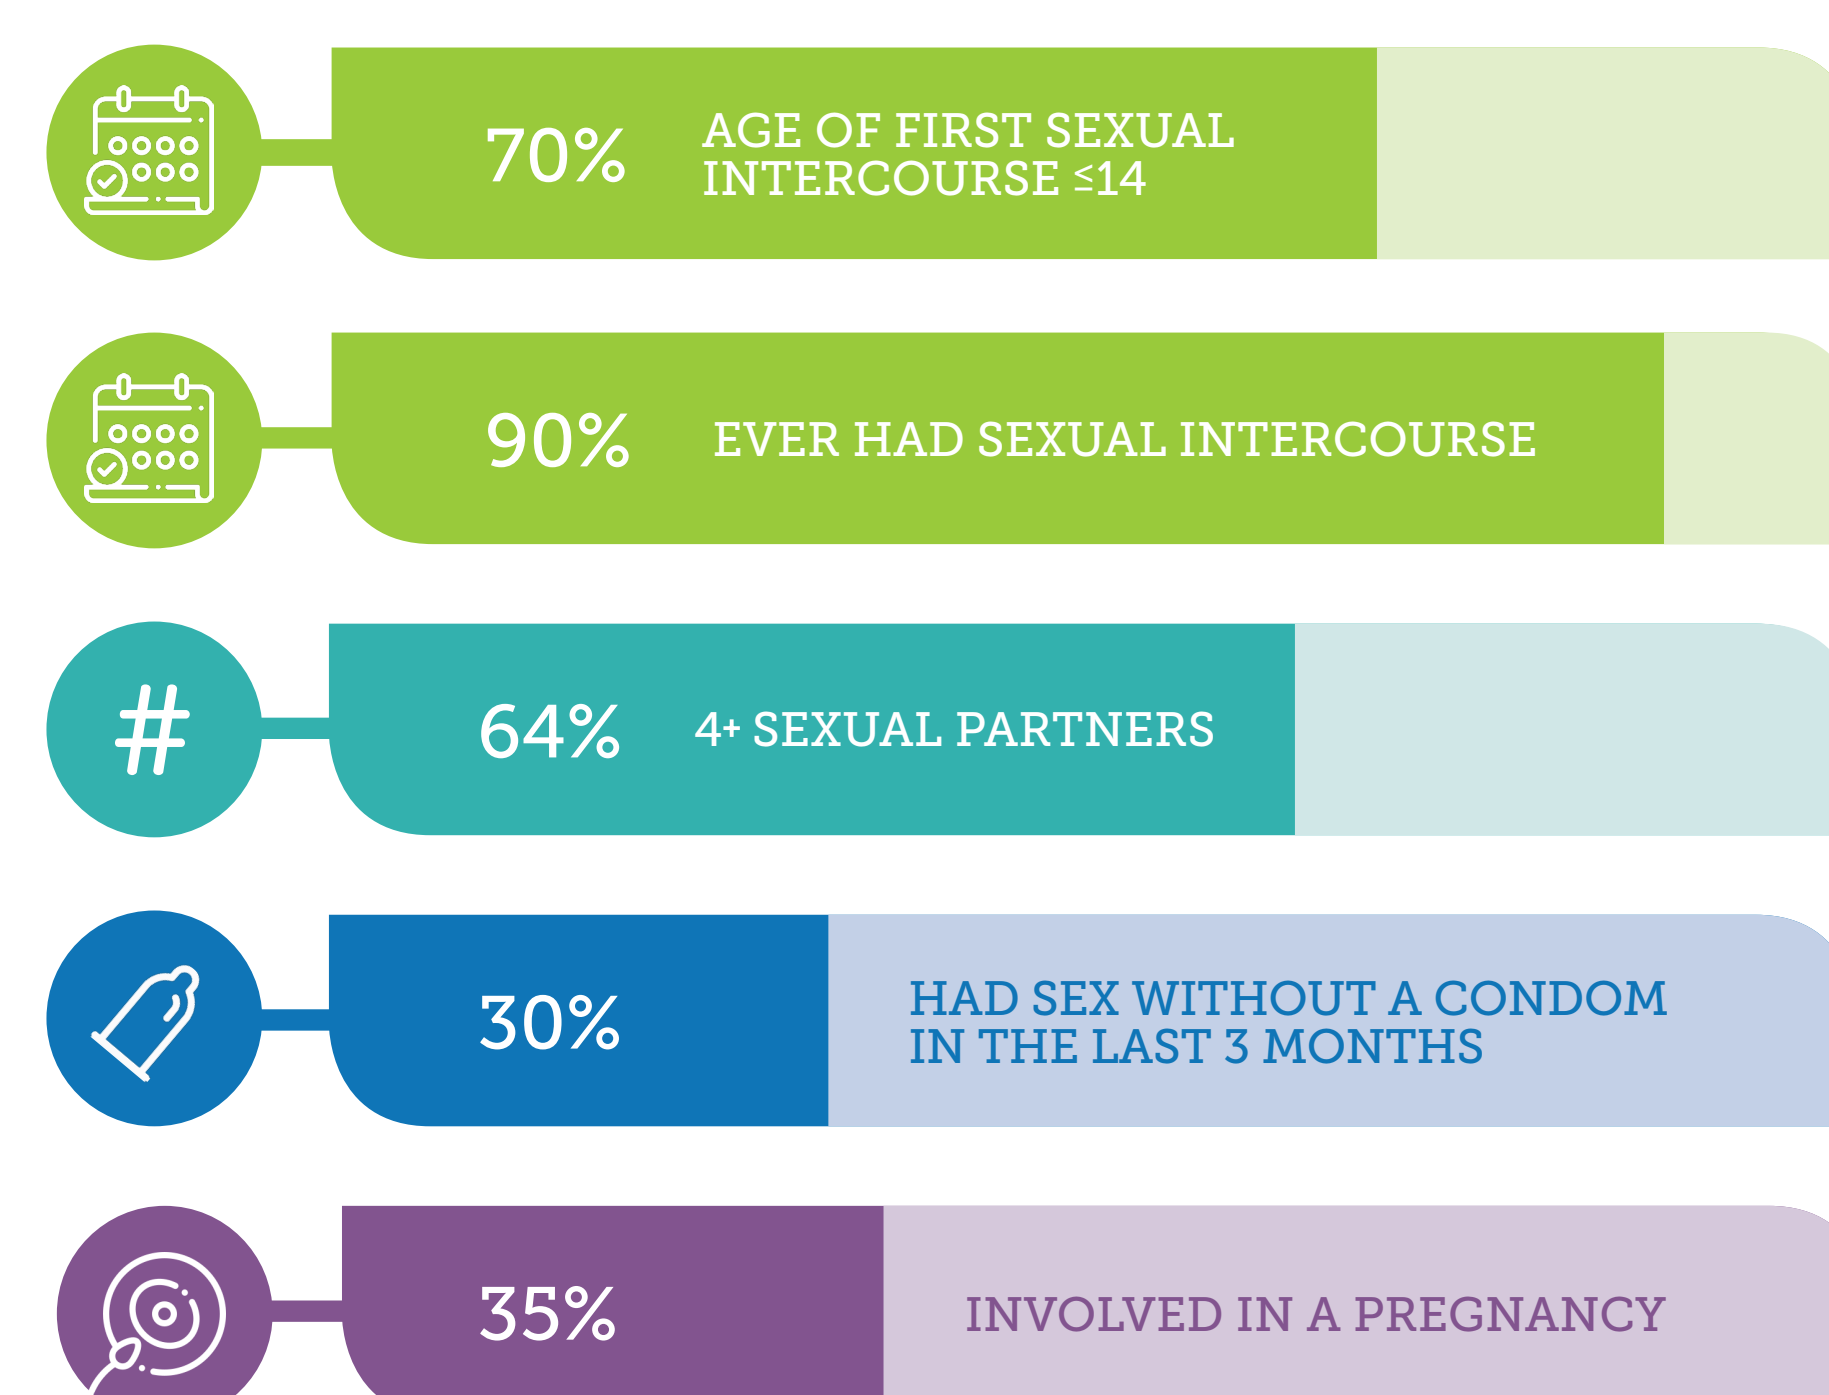 70%
AGE OF FIRST SEXUAL
INTERCOURSE ≤14
90%
EVER HAD SEXUAL INTERCOURSE
#
64%
4+ SEXUAL PARTNERS
30%
HAD SEX WITHOUT A CONDOM
IN THE LAST 3 MONTHS
35%
INVOLVED IN A PREGNANCY